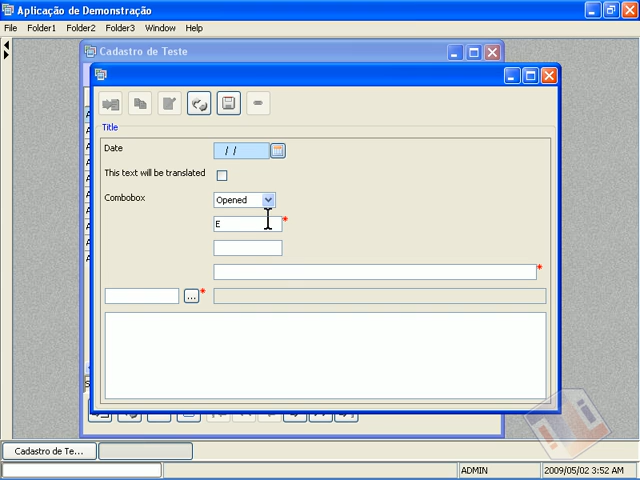 Aplicação de Demonstração
File Folder1 Folder2 Folder3 Window Help
Cadastro de Teste
Title
Date / /
This text will be translated
Combobox Opened
E *
*
... *
Cadastro de Te...
ADMIN 2009/05/02 3:52 AM